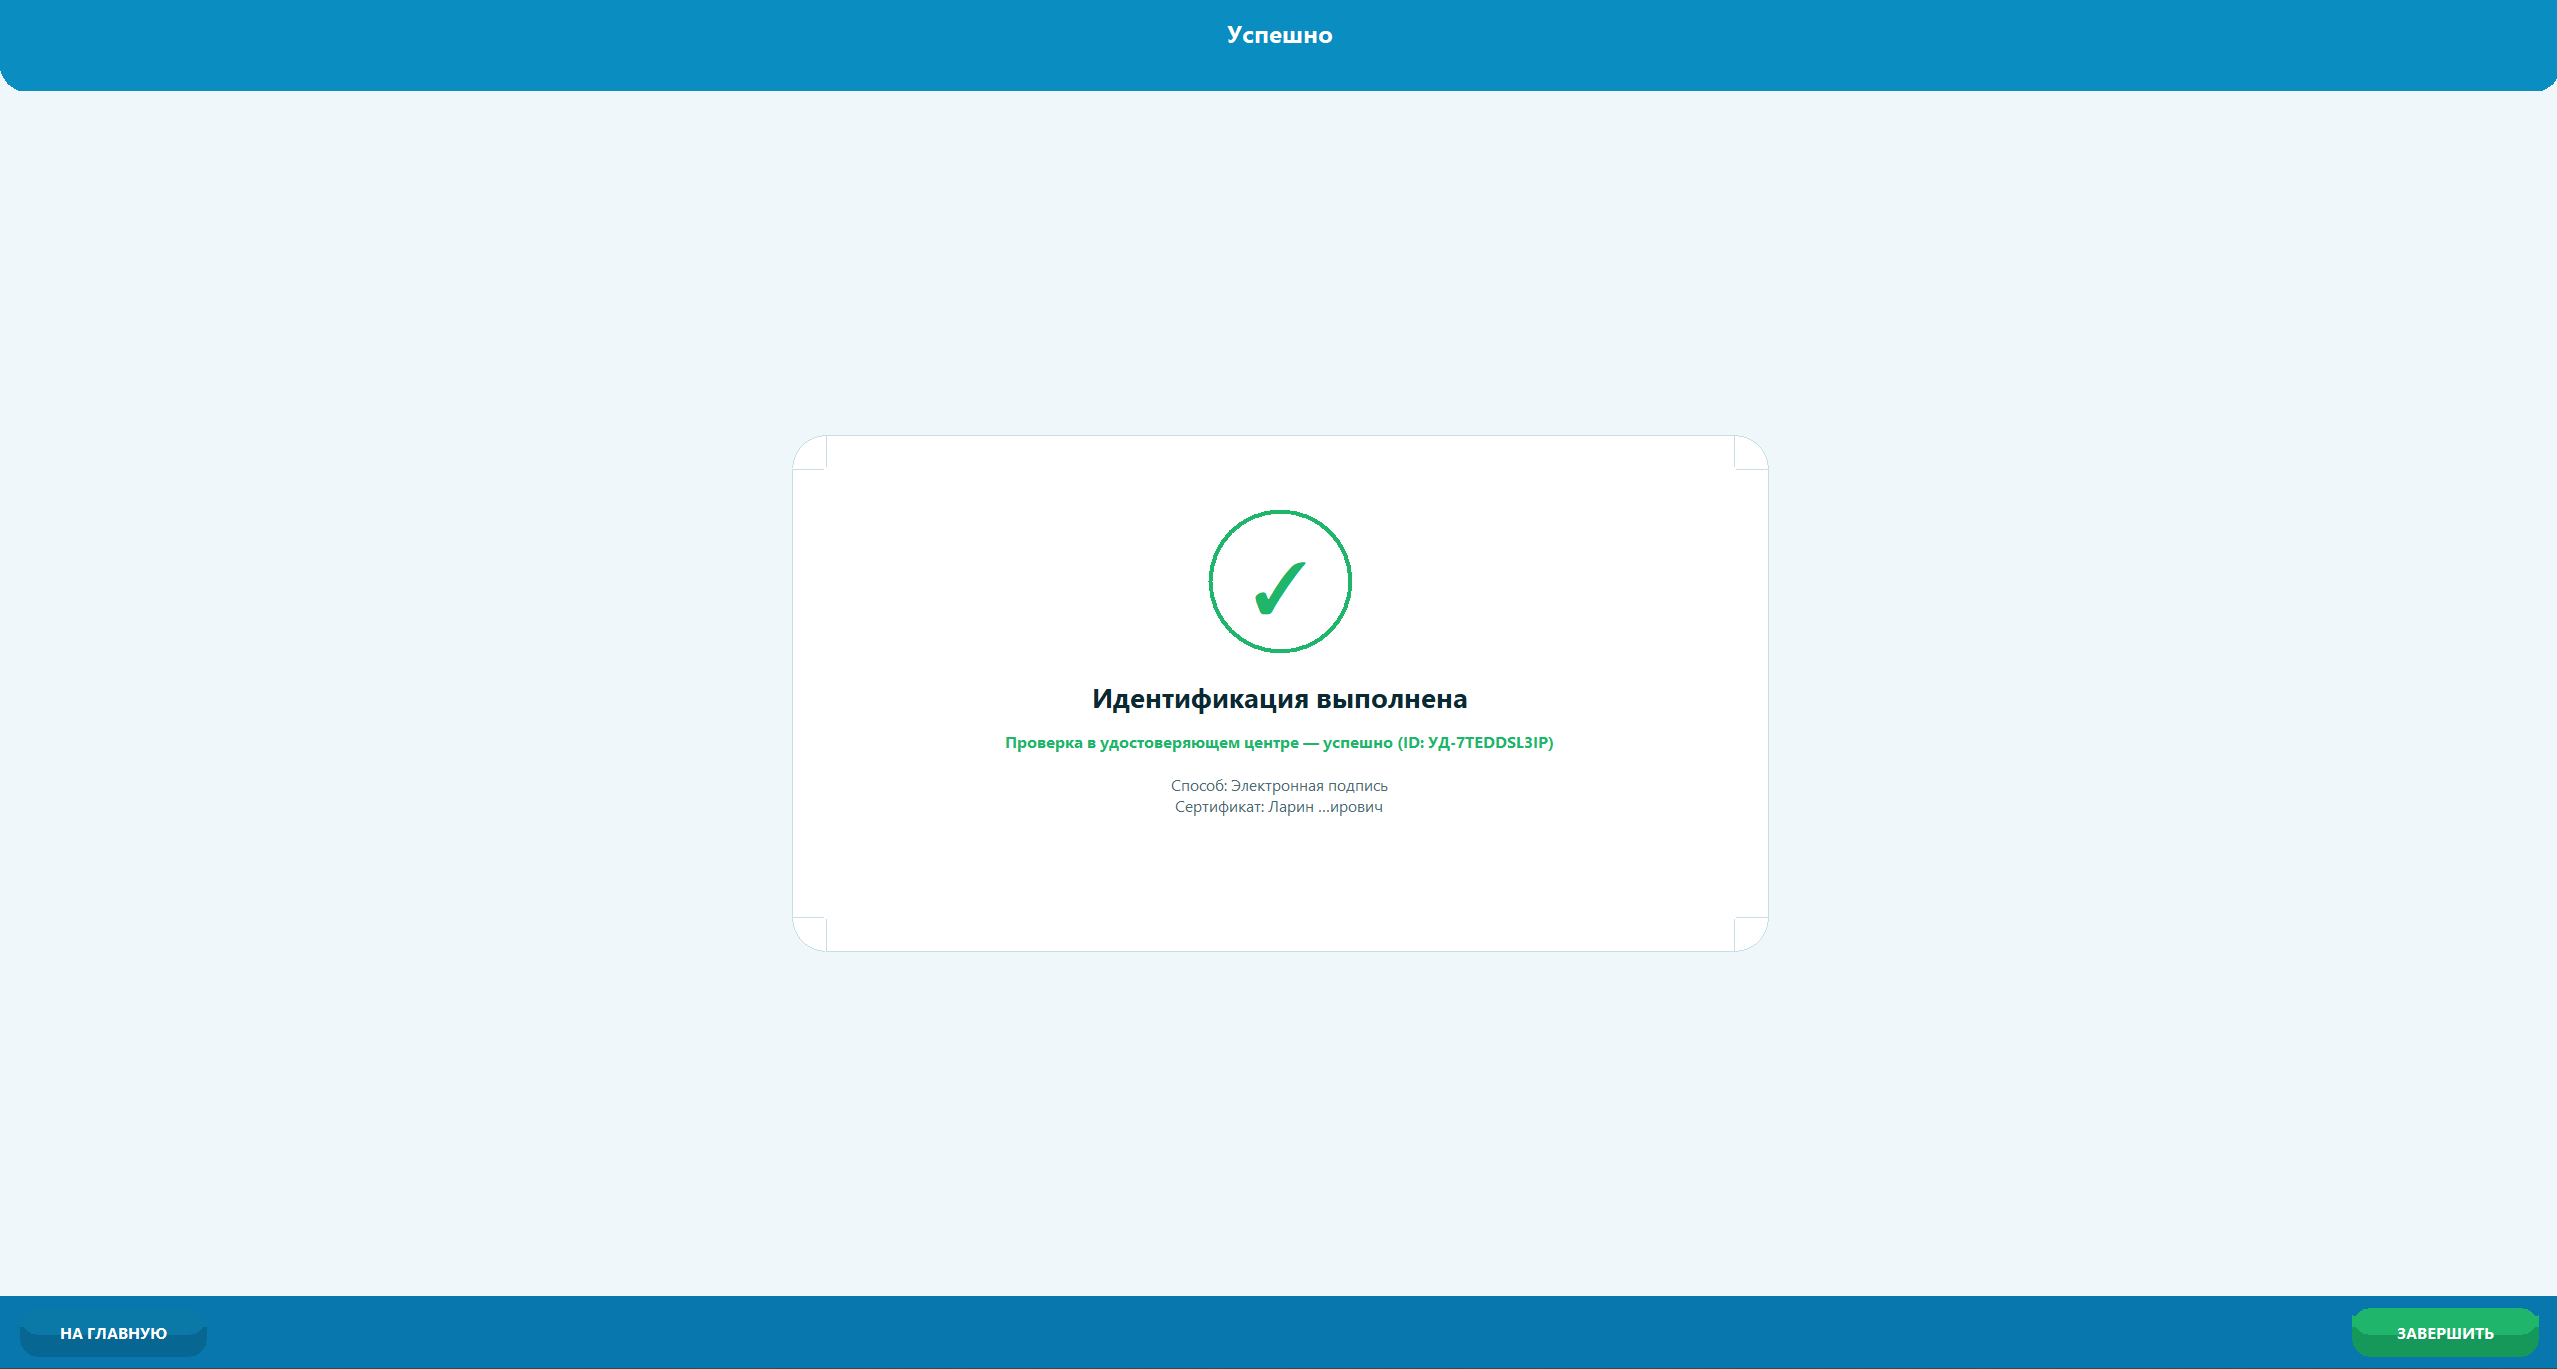 Успешно
✓
Идентификация выполнена
Проверка в удостоверяющем центре — успешно (ID: УД-7TEDDSL3IP)
Способ: Электронная подпись
Сертификат: Ларин ...ирович
НА ГЛАВНУЮ
ЗАВЕРШИТЬ